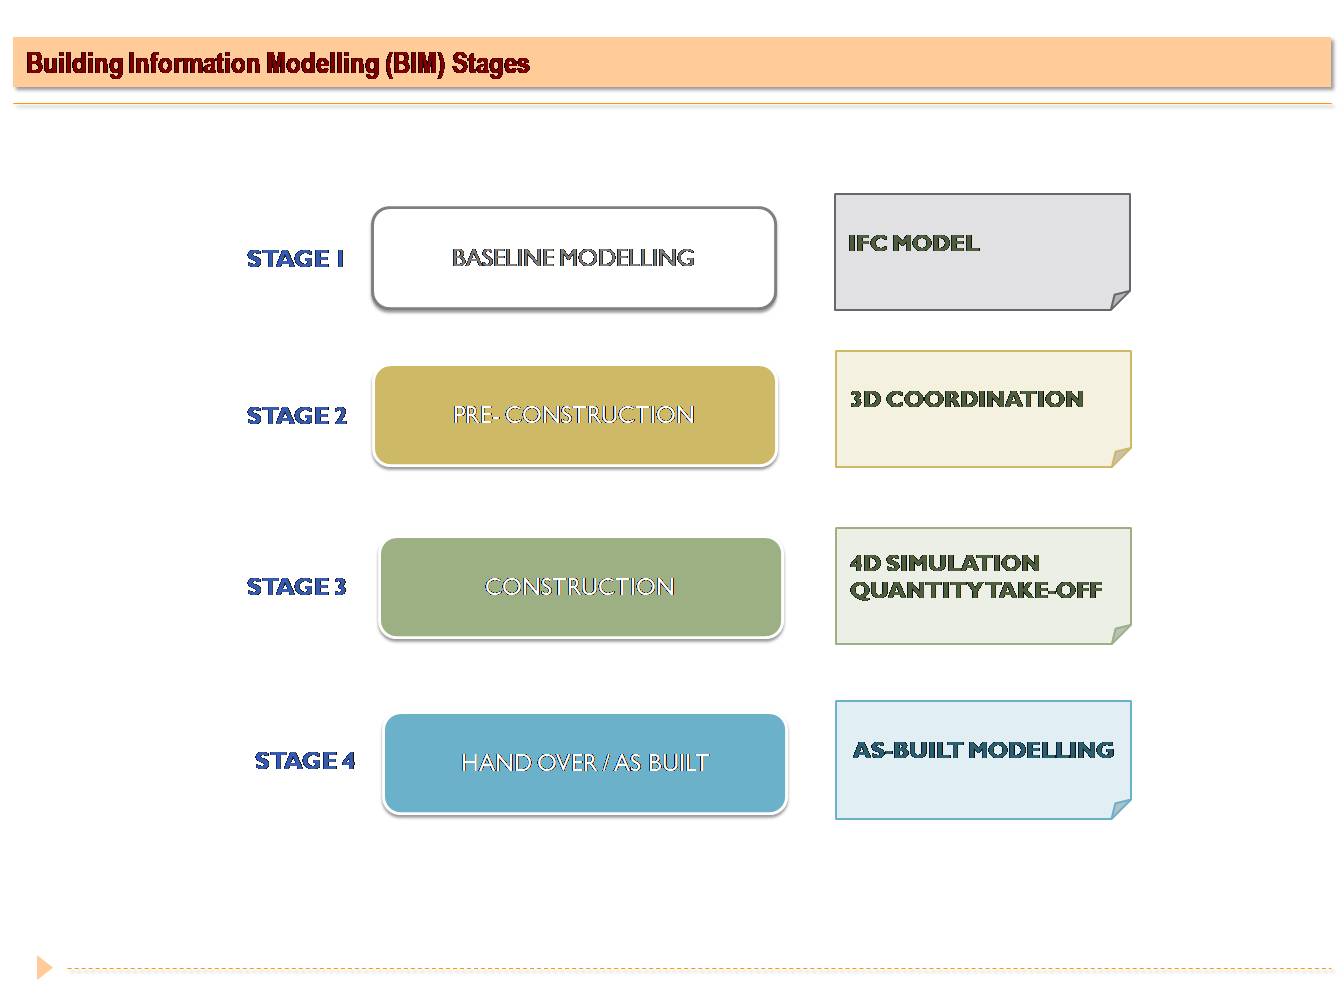 Building Information Modelling (BIM) Stages
STAGE 1
BASELINE MODELLING
IFC MODEL
STAGE 2
PRE- CONSTRUCTION
3D COORDINATION
STAGE 3
CONSTRUCTION
4D SIMULATION
QUANTITY TAKE-OFF
STAGE 4
HAND OVER / AS BUILT
AS-BUILT MODELLING